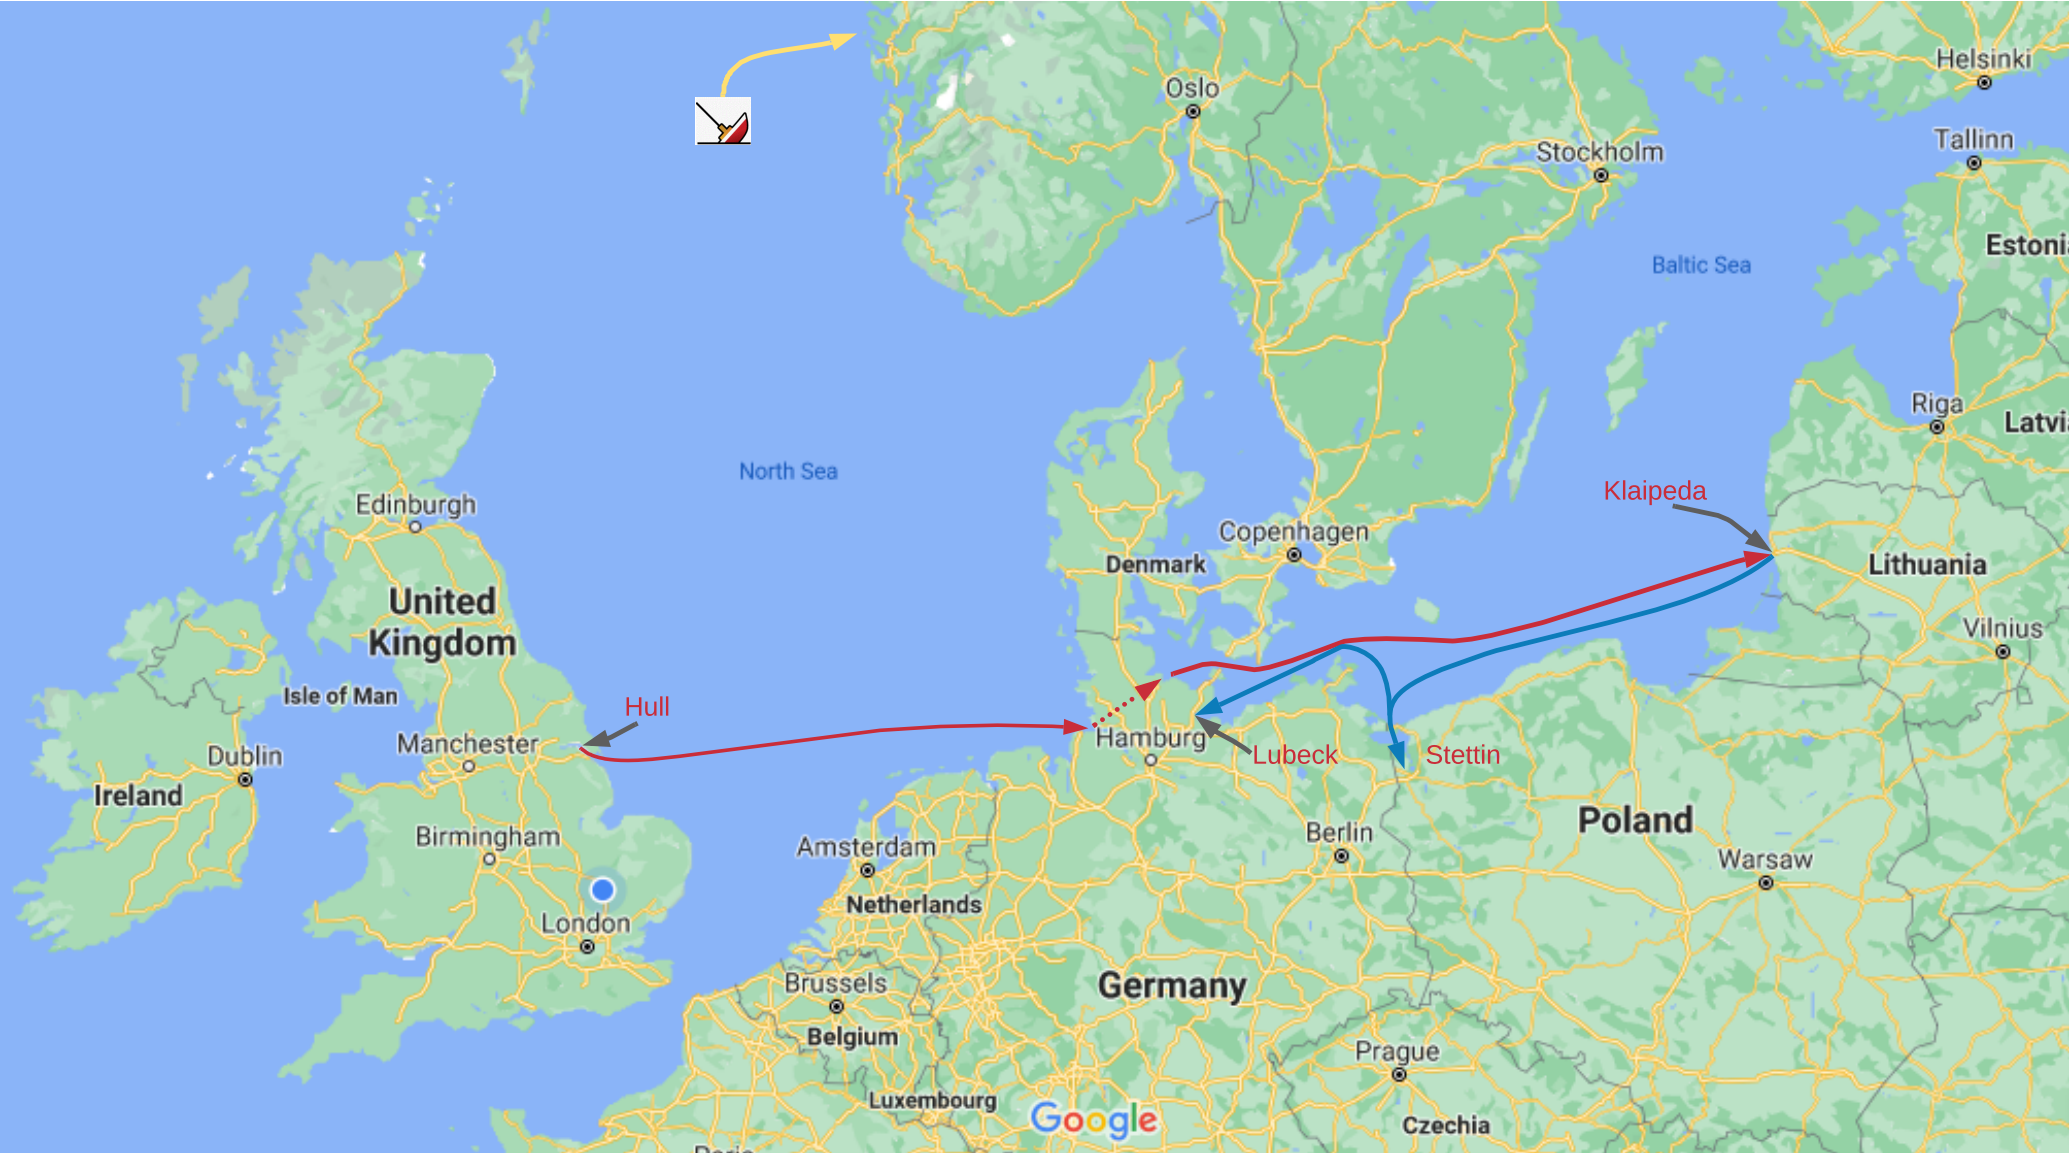 Helsinki
Oslo
Tallinn
Stockholm
Estoni
Baltic Sea
Riga
Latvi
North Sea
Klaipeda
Edinburgh
Copenhagen
Denmark
Lithuania
United
Kingdom
Vilnius
Isle of Man
Hull
Manchester
Hamburg
Dublin
Lubeck
Stettin
Ireland
Poland
Birmingham
Berlin
Amsterdam
Warsaw
Netherlands
London
Brussels
Germany
Belgium
Prague
Luxembourg
Google
Czechia